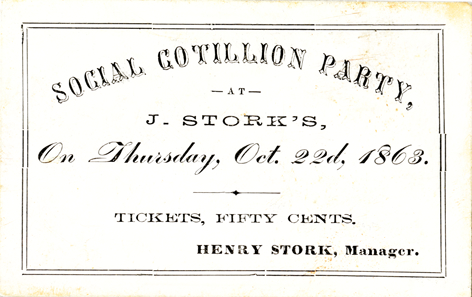 SOCIAL COTILLION PARTY,
—AT—
J. STORK'S,
On Thursday, Oct. 22d, 1863.
TICKETS, FIFTY CENTS.
HENRY STORK, Manager.